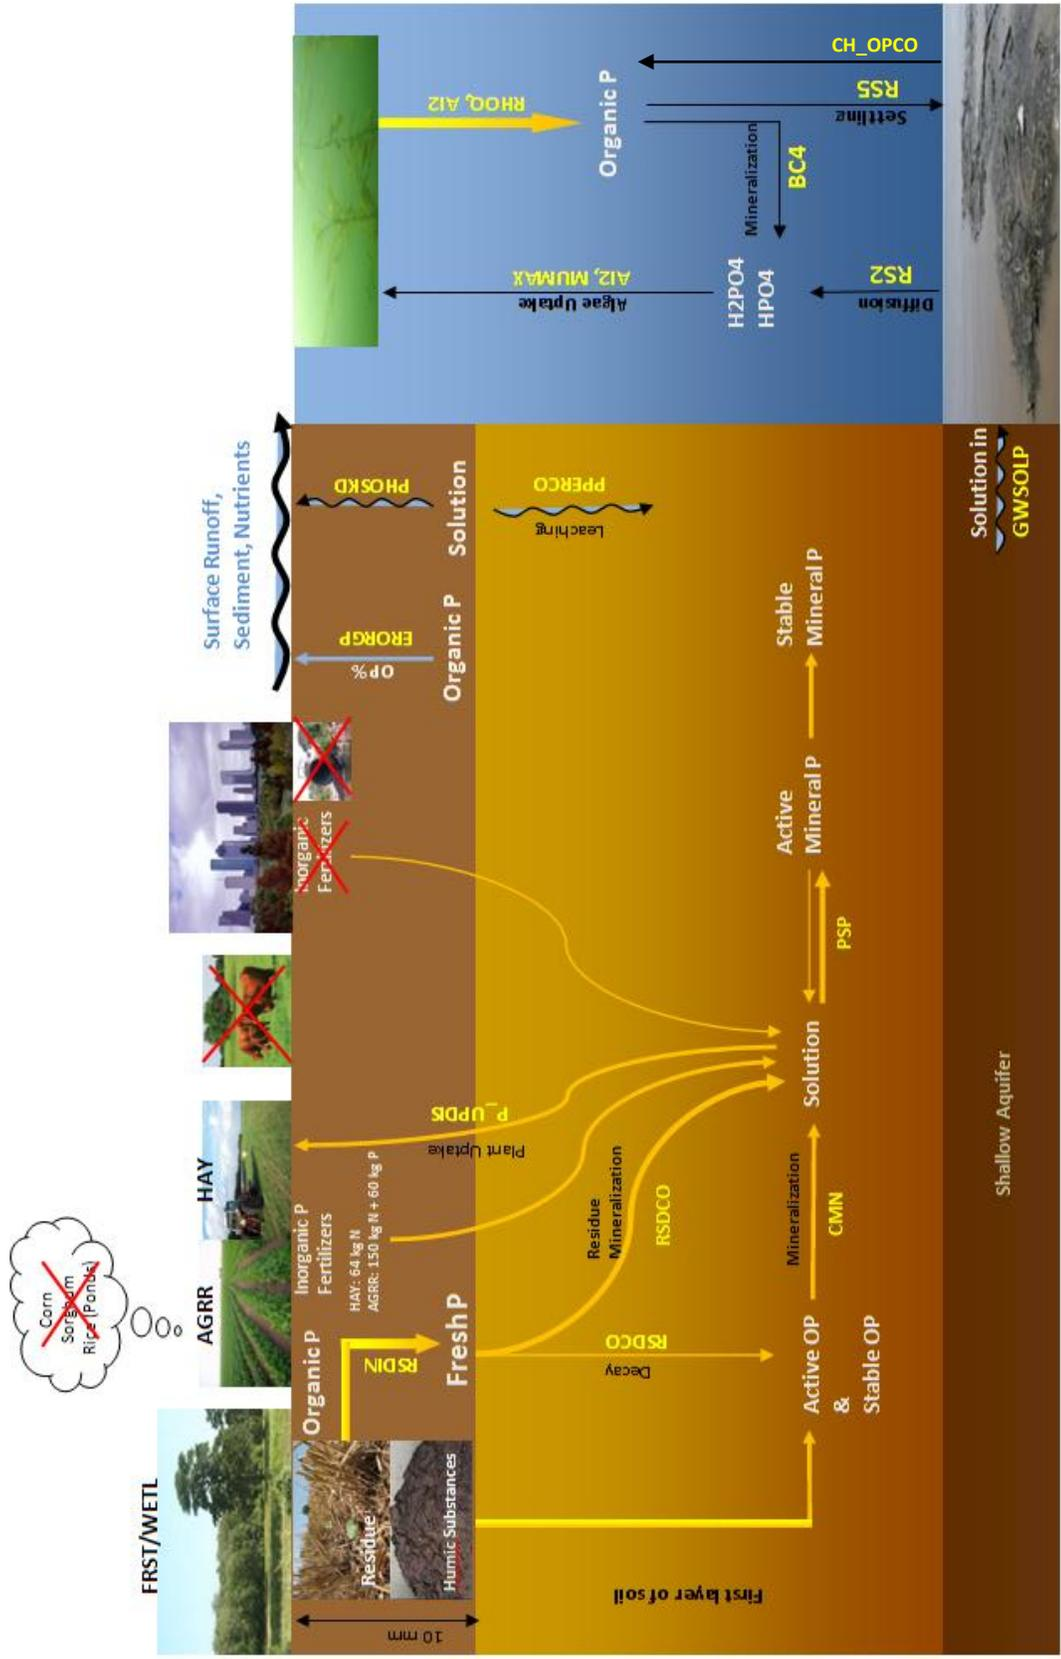 Corn
Sorghum
Rice (Ponds)
FRST/WETL
AGRR
HAY
Surface Runoff,
Sediment, Nutrients
10 mm
Residue
Humic Substances
Organic P
RSDIN
Fresh P
Inorganic P
Fertilizers
HAY: 64 kg N
AGRR: 150 kg N + 60 kg P
Plant Uptake
P_UPDIS
Inorganic
Fertilizers
OP%
ERORGP
Organic P
PHOSKD
Solution
Leaching
PPERCO
First layer of soil
Decay
RSDCO
Residue
Mineralization
RSDCO
Active OP
&
Stable OP
Mineralization
CMN
Solution
PSP
Active
Mineral P
Stable
Mineral P
Shallow Aquifer
Solution in
GWSOLP
RHOQ, AI2
Organic P
Algae Uptake
AI2, MUMAX
H2PO4
HPO4
Mineralization
BC4
Diffusion
RS2
Settling
RS5
CH_OPCO